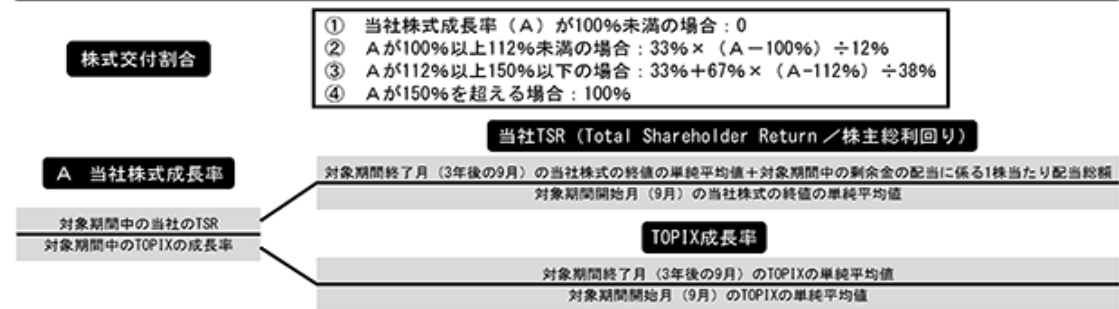 株式交付割合
① 当社株式成長率（A）が100%未満の場合：0
② Aが100%以上112%未満の場合：33%×（A－100%）÷12%
③ Aが112%以上150%以下の場合：33%+67%×（A-112%）÷38%
④ Aが150%を超える場合：100%
当社TSR（Total Shareholder Return／株主総利回り）
A 当社株式成長率
対象期間終了月（3年後の9月）の当社株式の終値の単純平均値＋対象期間中の剰余金の配当に係る1株当たり配当総額
対象期間開始月（9月）の当社株式の終値の単純平均値
対象期間中の当社のTSR
対象期間中のTOPIXの成長率
TOPIX成長率
対象期間終了月（3年後の9月）のTOPIXの単純平均値
対象期間開始月（9月）のTOPIXの単純平均値